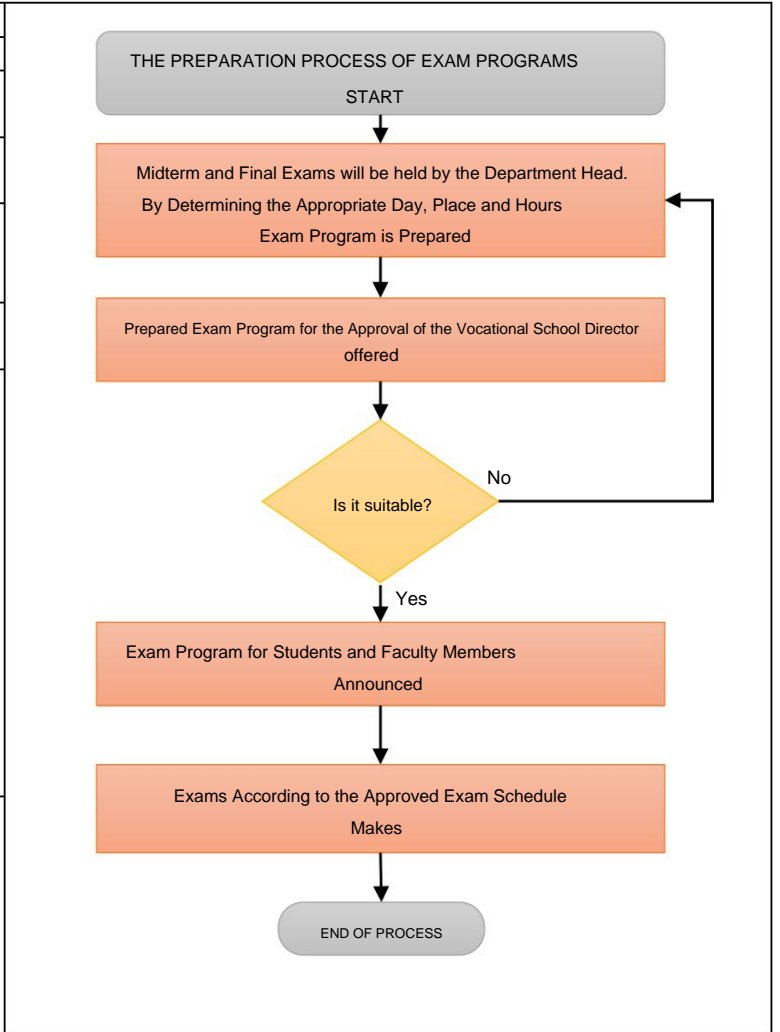 THE PREPARATION PROCESS OF EXAM PROGRAMS
START
Midterm and Final Exams will be held by the Department Head.
By Determining the Appropriate Day, Place and Hours
Exam Program is Prepared
Prepared Exam Program for the Approval of the Vocational School Director
offered
Is it suitable?
No
Yes
Exam Program for Students and Faculty Members
Announced
Exams According to the Approved Exam Schedule
Makes
END OF PROCESS